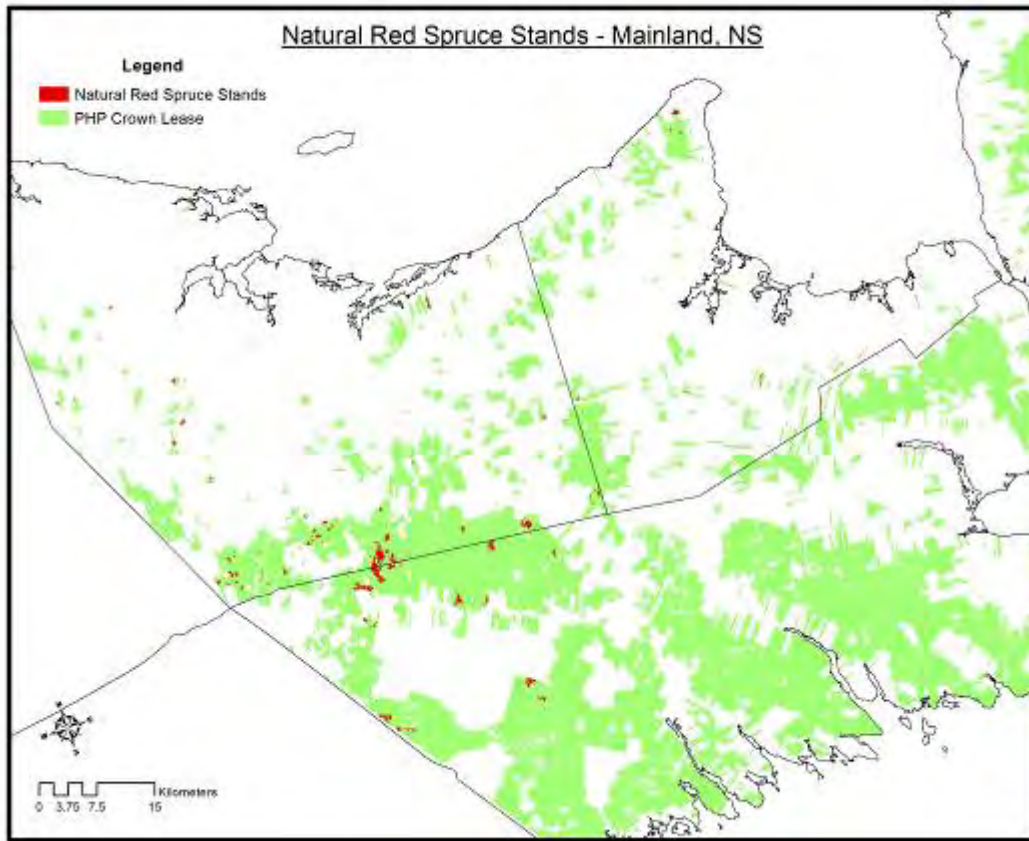 Natural Red Spruce Stands - Mainland, NS
Legend
Natural Red Spruce Stands
PHP Crown Lease
Kilometers
0 3.75 7.5 15